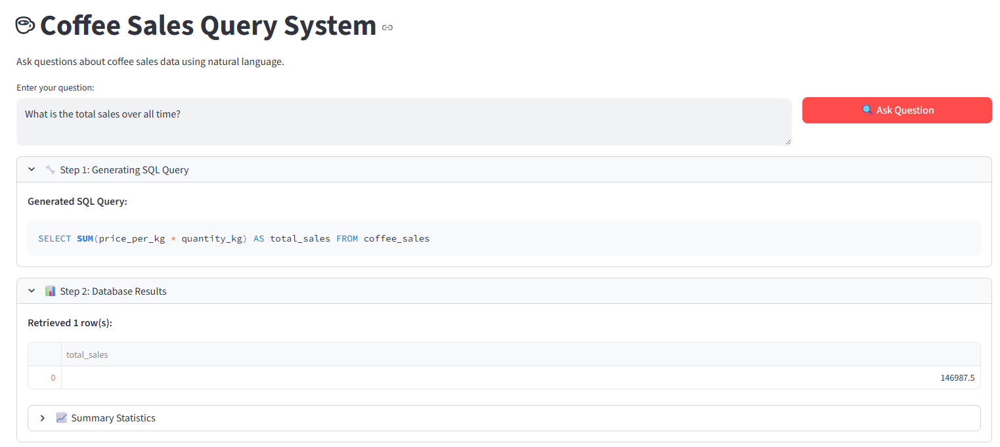 Coffee Sales Query System
Ask questions about coffee sales data using natural language.
Enter your question:
What is the total sales over all time?
Ask Question
Step 1: Generating SQL Query
Generated SQL Query:
SELECT SUM(price_per_kg * quantity_kg) AS total_sales FROM coffee_sales
Step 2: Database Results
Retrieved 1 row(s):
total_sales
0 146987.5
Summary Statistics